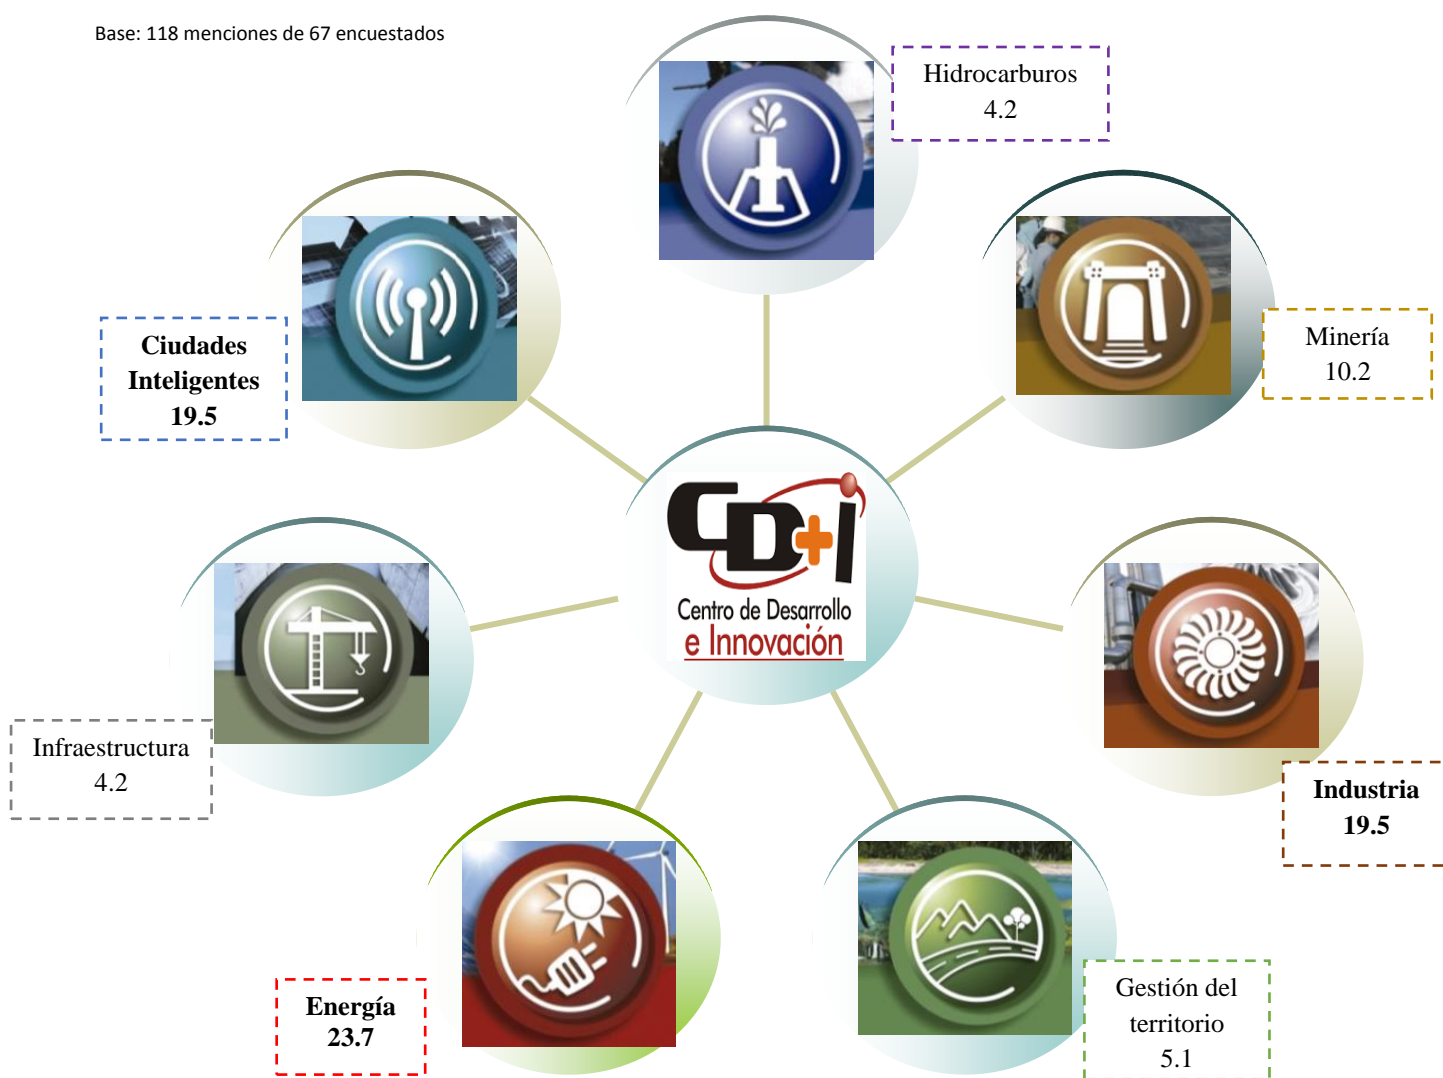 Base: 118 menciones de 67 encuestados
Hidrocarburos
4.2
Ciudades
Inteligentes
19.5
Minería
10.2
CD+i
Centro de Desarrollo
e Innovación
Infraestructura
4.2
Industria
19.5
Energía
23.7
Gestión del
territorio
5.1